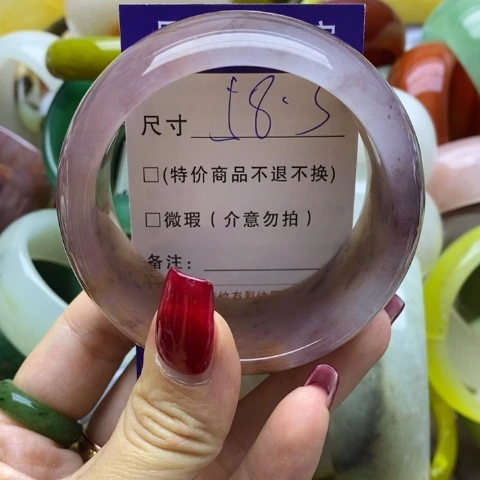 尺寸 58.5
□(特价商品不退不换)
□微瑕（介意勿拍）
备注：